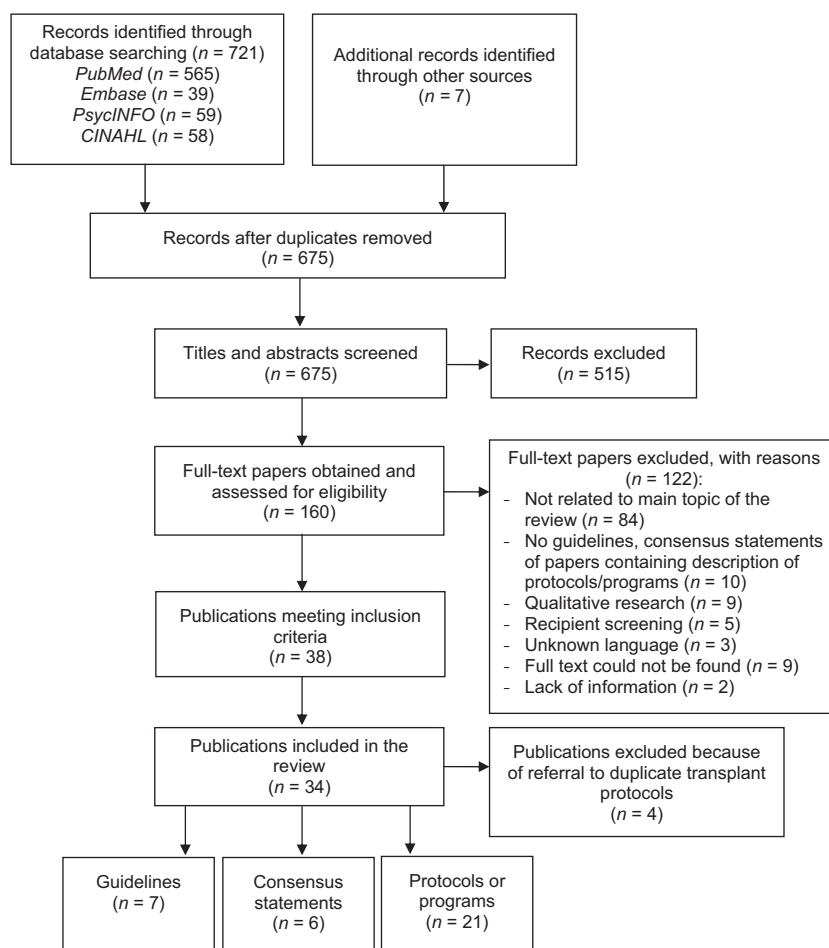 Records identified through
database searching (n = 721)
PubMed (n = 565)
Embase (n = 39)
PsycINFO (n = 59)
CINAHL (n = 58)
Additional records identified
through other sources
(n = 7)
Records after duplicates removed
(n = 675)
Titles and abstracts screened
(n = 675)
Records excluded
(n = 515)
Full-text papers obtained and
assessed for eligibility
(n = 160)
Full-text papers excluded, with reasons
(n = 122):
- Not related to main topic of the
review (n = 84)
- No guidelines, consensus statements
of papers containing description of
protocols/programs (n = 10)
- Qualitative research (n = 9)
- Recipient screening (n = 5)
- Unknown language (n = 3)
- Full text could not be found (n = 9)
- Lack of information (n = 2)
Publications meeting inclusion
criteria
(n = 38)
Publications included in the
review
(n = 34)
Publications excluded because
of referral to duplicate transplant
protocols
(n = 4)
Guidelines
(n = 7)
Consensus
statements
(n = 6)
Protocols or
programs
(n = 21)